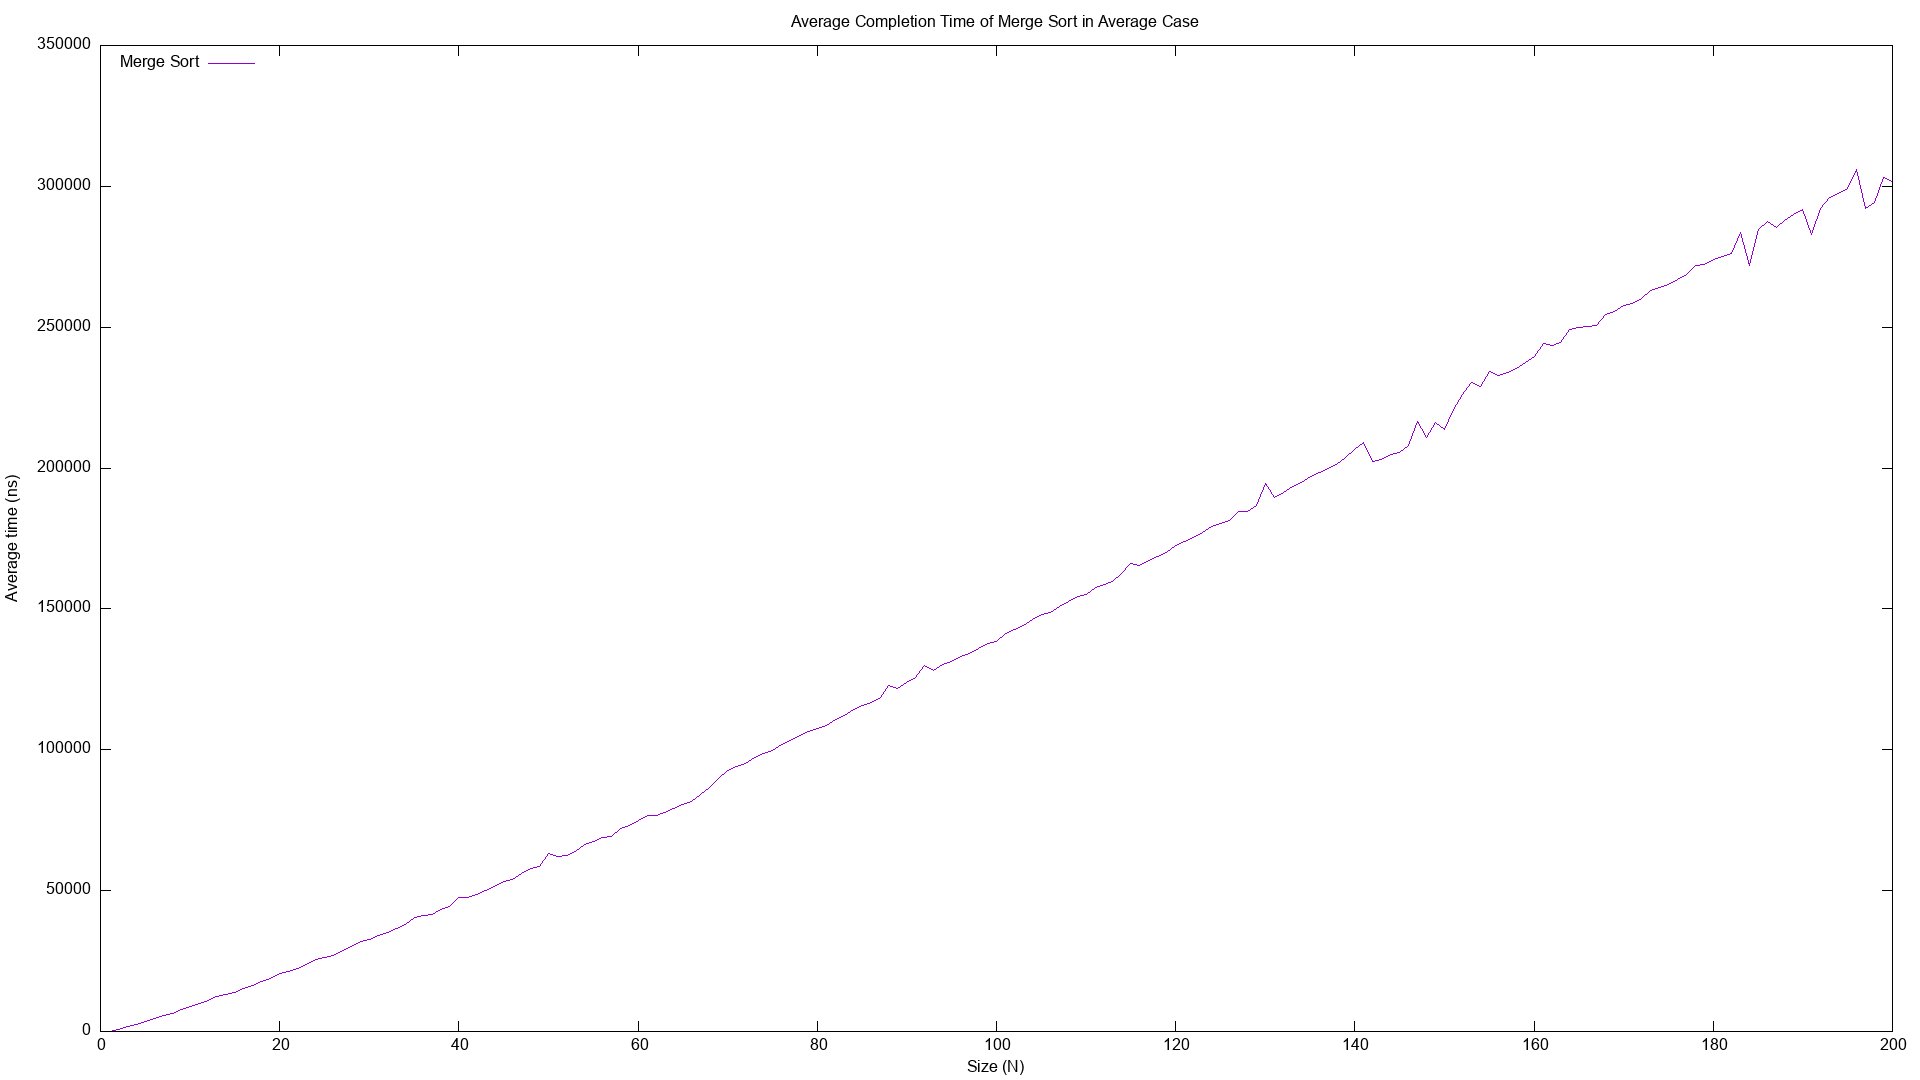 Average Completion Time of Merge Sort in Average Case
Merge Sort
350000
300000
250000
200000
150000
100000
50000
0
Average time (ns)
0 20 40 60 80 100 120 140 160 180 200
Size (N)